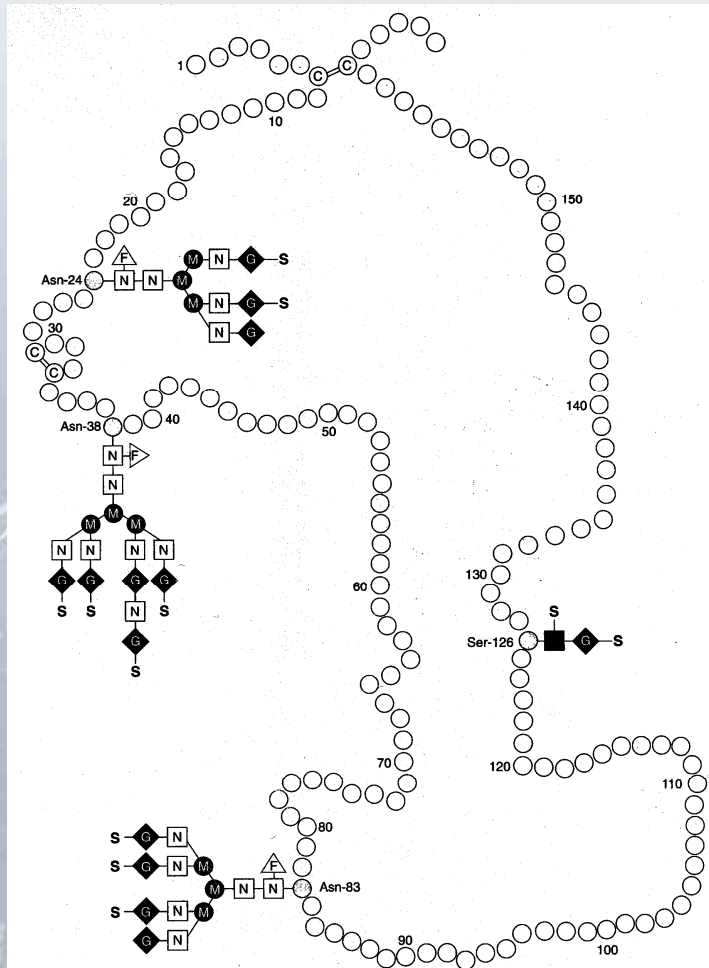 1
C C
10
20
150
F
M N G S
Asn-24 N N M
M N G S
30 N G
C
C
140
40 50
Asn-38
N F
N
M
M M
N N N N
G G G G
60
130
S S N S
S
G
Ser-126 G S
S
70
120
110
80
S G N
S G N M F
M N N Asn-83
S G N M
G N
90 100